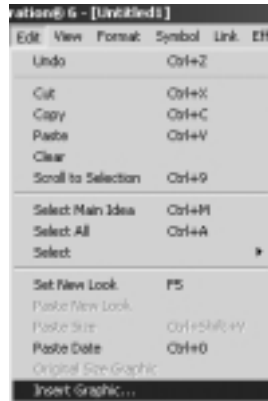 ration® 6 - [Untitled1]
Edit View Format Symbol Link Eff
Undo Ctrl+Z
Cut Ctrl+X
Copy Ctrl+C
Paste Ctrl+V
Clear
Scroll to Selection Ctrl+9
Select Main Idea Ctrl+M
Select All Ctrl+A
Select
Set New Look F5
Paste New Look
Paste Size Ctrl+Shift+V
Paste Date Ctrl+0
Original Size Graphic
Insert Graphic...